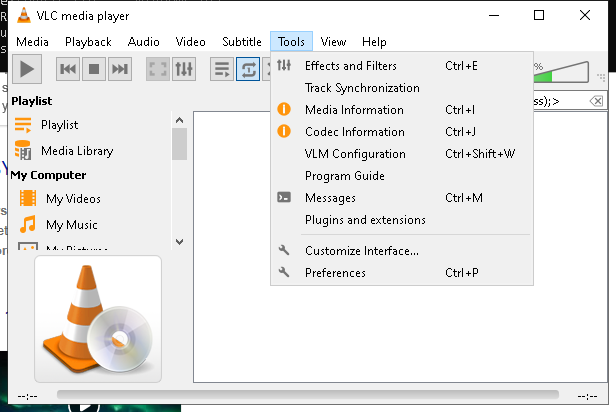 VLC media player
Media Playback Audio Video Subtitle Tools View Help
%
Playlist
Playlist
Media Library
My Computer
My Videos
My Music
My Pictures
Effects and Filters Ctrl+E
Track Synchronization
Media Information Ctrl+I
Codec Information Ctrl+J
VLM Configuration Ctrl+Shift+W
Program Guide
Messages Ctrl+M
Plugins and extensions
Customize Interface...
Preferences Ctrl+P
ss);>
--:--
--:--